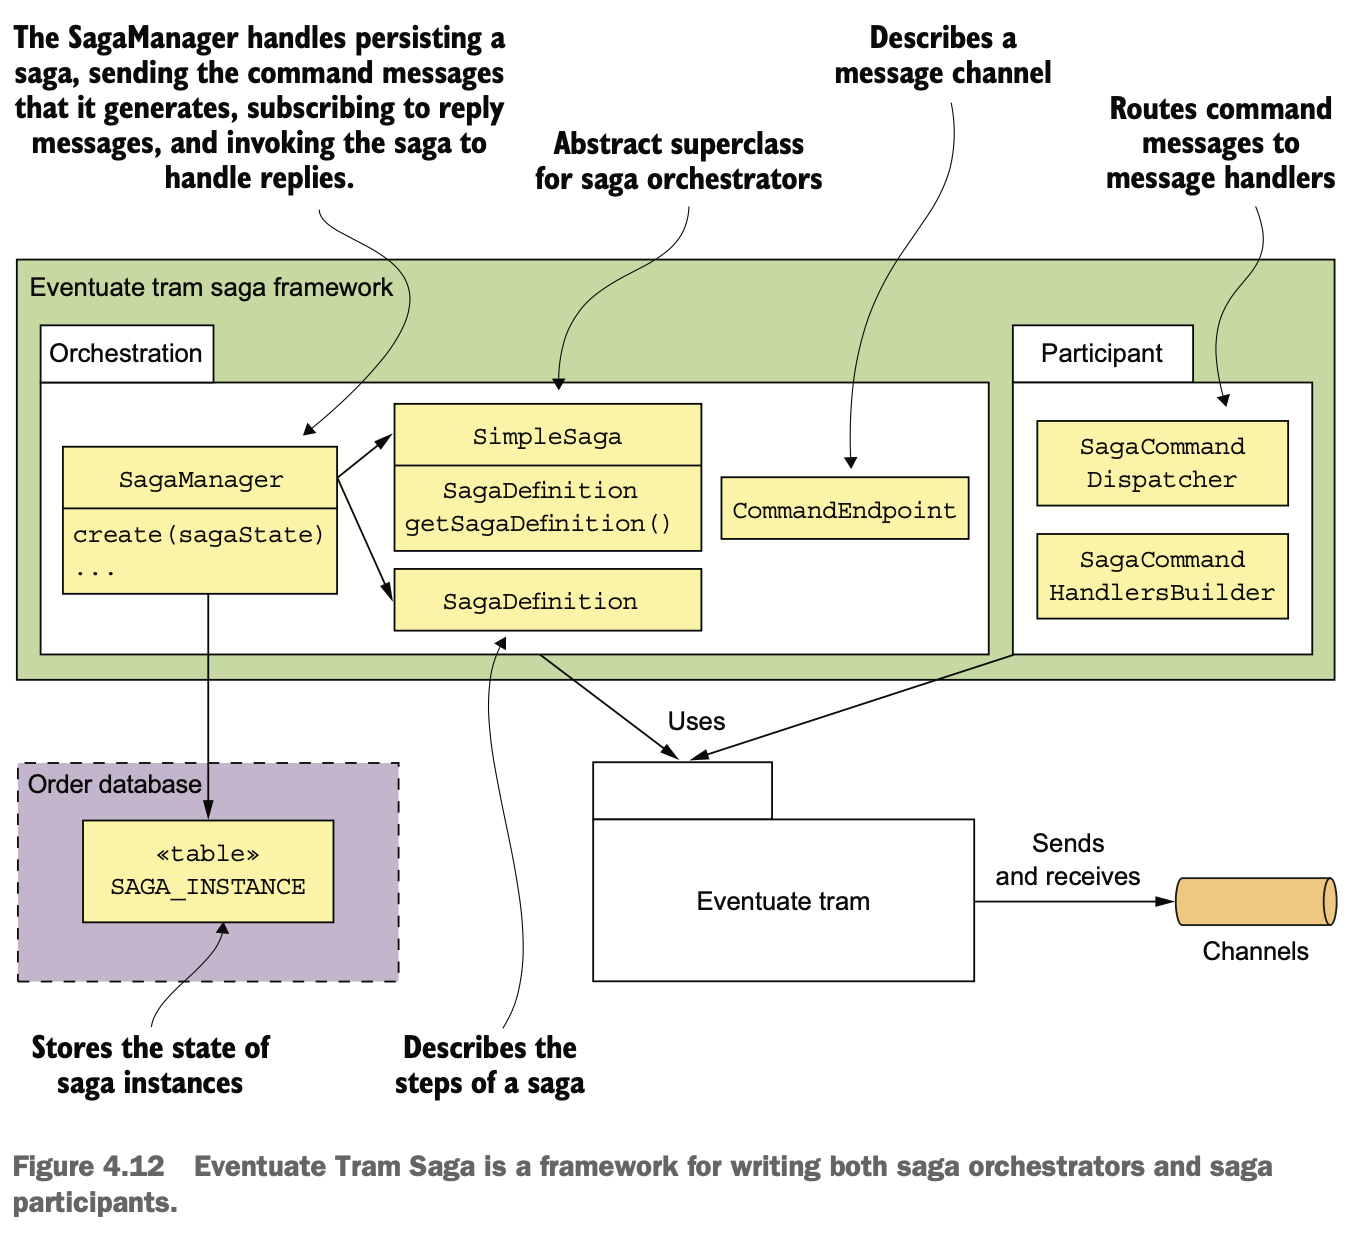 The SagaManager handles persisting a
saga, sending the command messages
that it generates, subscribing to reply
messages, and invoking the saga to
handle replies.
Abstract superclass
for saga orchestrators
Describes a
message channel
Routes command
messages to
message handlers
Eventuate tram saga framework
Orchestration
SagaManager
create(sagaState)
...
SimpleSaga
SagaDefinition
getSagaDefinition()
SagaDefinition
CommandEndpoint
Participant
SagaCommand
Dispatcher
SagaCommand
HandlersBuilder
Uses
Order database
«table»
SAGA_INSTANCE
Eventuate tram
Sends
and receives
Channels
Stores the state of
saga instances
Describes the
steps of a saga
Figure 4.12 Eventuate Tram Saga is a framework for writing both saga orchestrators and saga
participants.